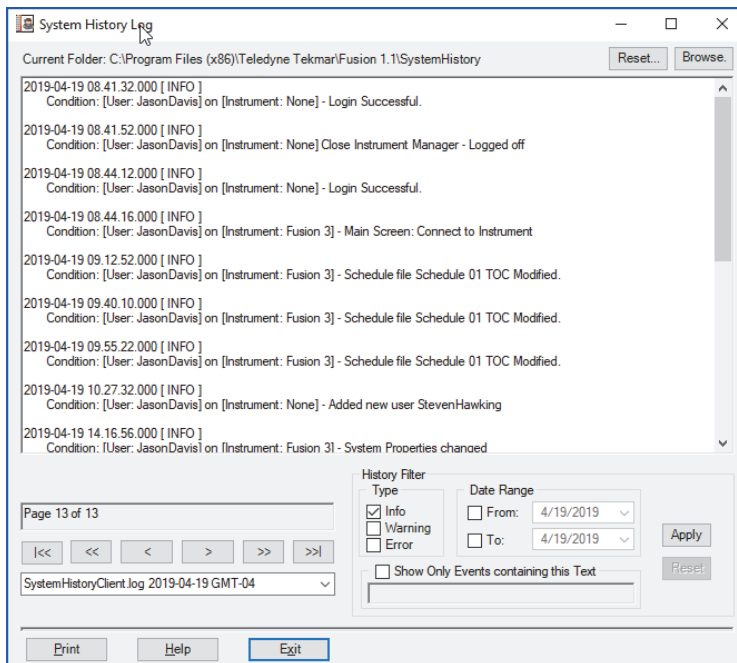 System History Log
Current Folder: C:\Program Files (x86)\Teledyne Tekmar\Fusion 1.1\SystemHistory
Reset...
Browse.
2019-04-19 08.41.32.000 [ INFO ]
Condition: [User: JasonDavis] on [Instrument: None] - Login Successful.
2019-04-19 08.41.52.000 [ INFO ]
Condition: [User: JasonDavis] on [Instrument: None] Close Instrument Manager - Logged off
2019-04-19 08.44.12.000 [ INFO ]
Condition: [User: JasonDavis] on [Instrument: None] - Login Successful.
2019-04-19 08.44.16.000 [ INFO ]
Condition: [User: JasonDavis] on [Instrument: Fusion 3] - Main Screen: Connect to Instrument
2019-04-19 09.12.52.000 [ INFO ]
Condition: [User: JasonDavis] on [Instrument: Fusion 3] - Schedule file Schedule 01 TOC Modified.
2019-04-19 09.40.10.000 [ INFO ]
Condition: [User: JasonDavis] on [Instrument: Fusion 3] - Schedule file Schedule 01 TOC Modified.
2019-04-19 09.55.22.000 [ INFO ]
Condition: [User: JasonDavis] on [Instrument: Fusion 3] - Schedule file Schedule 01 TOC Modified.
2019-04-19 10.27.32.000 [ INFO ]
Condition: [User: JasonDavis] on [Instrument: None] - Added new user StevenHawking
2019-04-19 14.16.56.000 [ INFO ]
Condition: [User: JasonDavis] on [Instrument: Fusion 3] - System Properties changed
Page 13 of 13
|<<
<<
<
>
>>
>>|
SystemHistoryClient.log 2019-04-19 GMT-04
History Filter
Type
Info
Warning
Error
Date Range
From:
4/19/2019
To:
4/19/2019
Apply
Reset
Show Only Events containing this Text
Print
Help
Exit